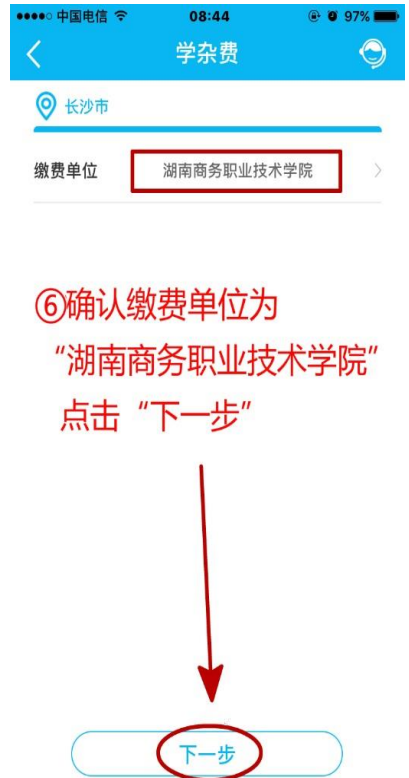 中国电信 08:44 97%
学杂费
长沙市
缴费单位 湖南商务职业技术学院
⑥确认缴费单位为
“湖南商务职业技术学院”
点击“下一步”
下一步